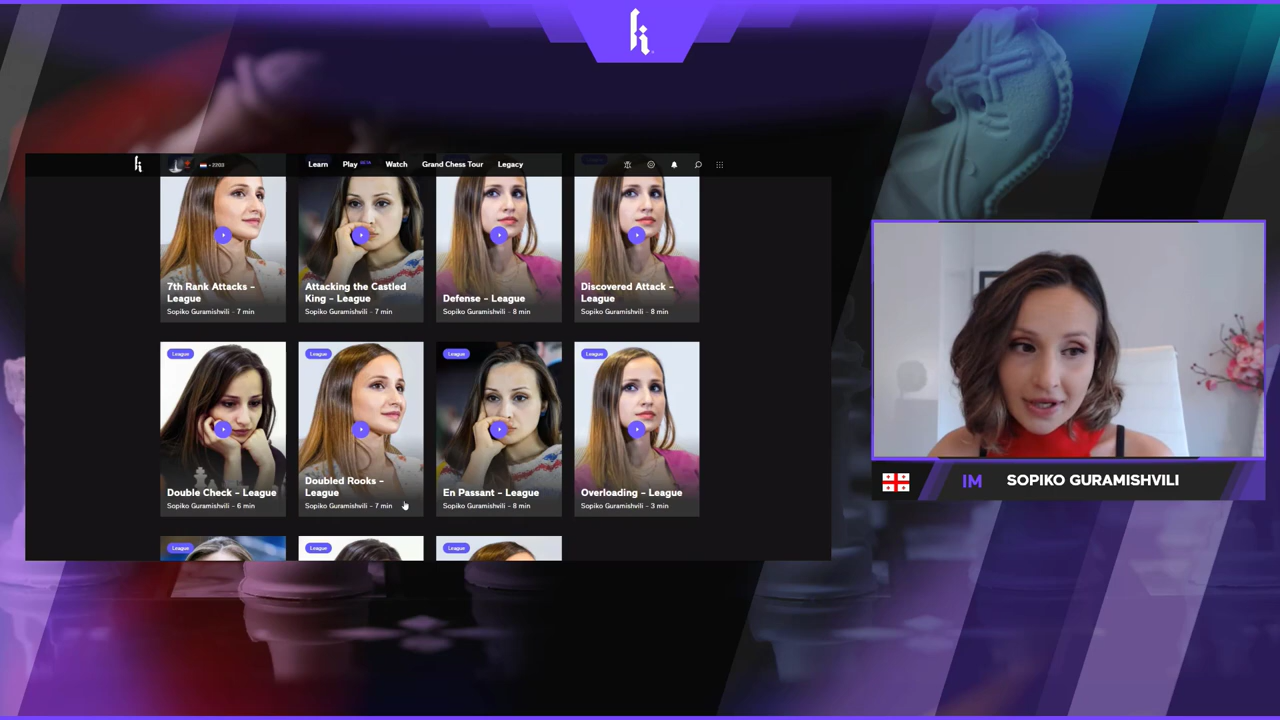 - 2200
Learn
Play BETA
Watch
Grand Chess Tour
Legacy
7th Rank Attacks –
League
Sopiko Guramishvili - 7 min
Attacking the Castled
King – League
Sopiko Guramishvili - 7 min
Defense – League
Sopiko Guramishvili - 8 min
Discovered Attack –
League
Sopiko Guramishvili - 8 min
League
Double Check – League
Sopiko Guramishvili - 6 min
League
Doubled Rooks –
League
Sopiko Guramishvili - 7 min
League
En Passant – League
Sopiko Guramishvili - 8 min
League
Overloading – League
Sopiko Guramishvili - 3 min
League
League
League
IM
SOPIKO GURAMISHVILI